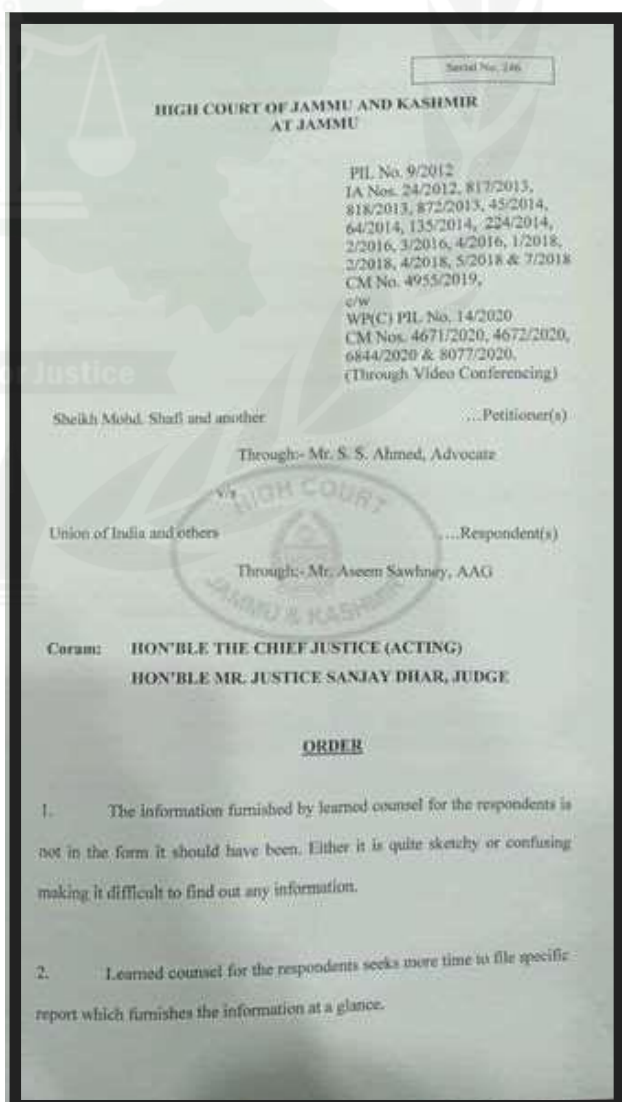 Serial No. 246
HIGH COURT OF JAMMU AND KASHMIR
AT JAMMU
PIL No. 9/2012
IA Nos. 24/2012, 817/2013,
818/2013, 872/2013, 45/2014,
64/2014, 135/2014, 224/2014,
2/2016, 3/2016, 4/2016, 1/2018,
2/2018, 4/2018, 5/2018 & 7/2018
CM No. 4955/2019,
c/w
WP(C) PIL No. 14/2020
CM Nos. 4671/2020, 4672/2020,
6844/2020 & 8077/2020.
(Through Video Conferencing)
or Justice
Sheikh Mohd. Shafi and another …Petitioner(s)
Through:- Mr. S. S. Ahmed, Advocate
v/s
HIGH COURT
Union of India and others ….Respondent(s)
Through:- Mr. Aseem Sawhney, AAG
JAMMU & KASHMIR
Coram: HON'BLE THE CHIEF JUSTICE (ACTING)
HON'BLE MR. JUSTICE SANJAY DHAR, JUDGE
ORDER
1. The information furnished by learned counsel for the respondents is
not in the form it should have been. Either it is quite sketchy or confusing
making it difficult to find out any information.
2. Learned counsel for the respondents seeks more time to file specific
report which furnishes the information at a glance.